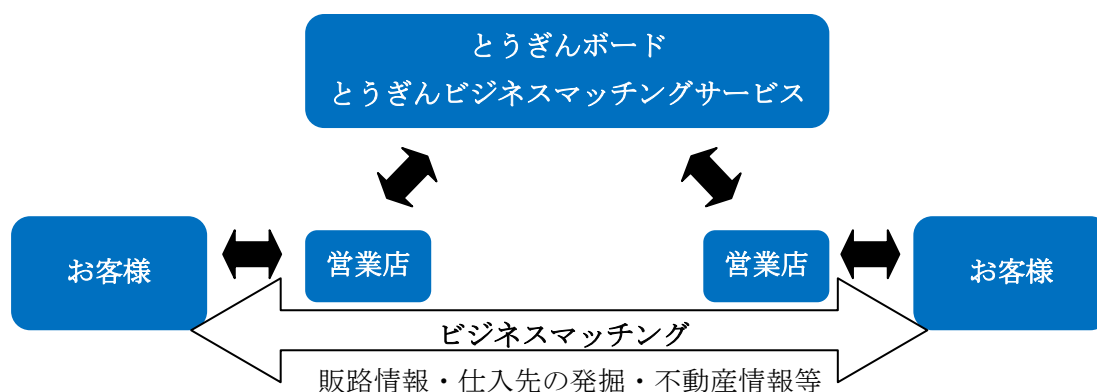 とうぎんボード
とうぎんビジネスマッチングサービス
お客様
営業店
営業店
お客様
ビジネスマッチング
販路情報・仕入先の発掘・不動産情報等